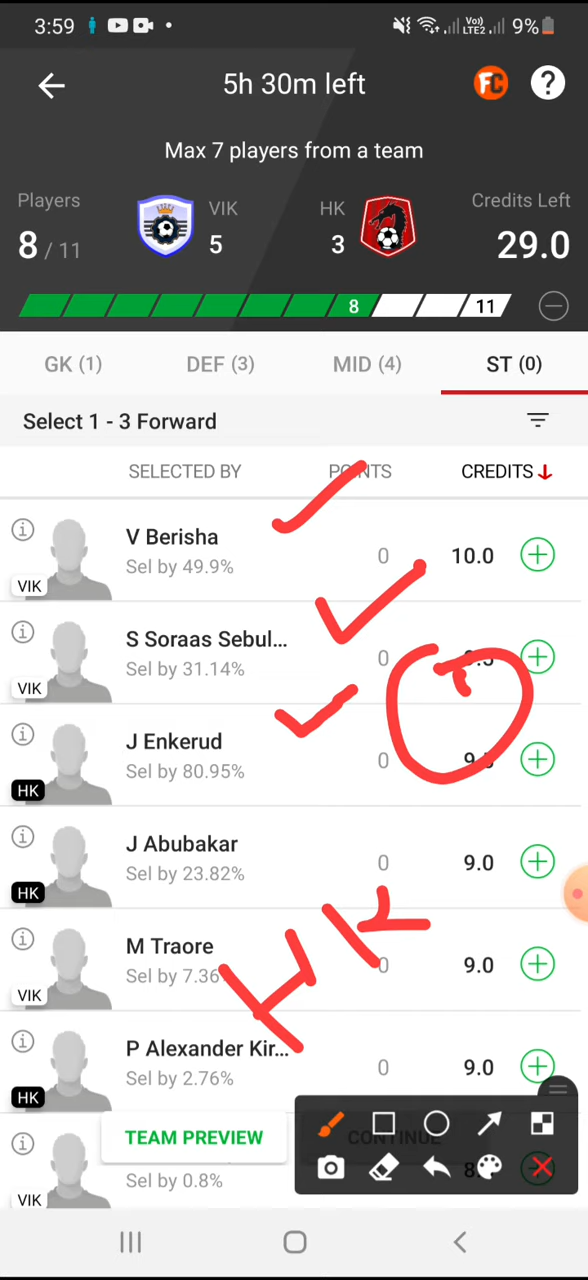 3:59 Vo)) LTE2 9%
5h 30m left FC ?
Max 7 players from a team
Players VIK HK Credits Left
8 / 11 5 3 29.0
8 11
GK (1) DEF (3) MID (4) ST (0)
Select 1 - 3 Forward
SELECTED BY POINTS CREDITS
V Berisha
Sel by 49.9% 0 10.0
VIK
S Soraas Sebul...
Sel by 31.14% 0
VIK
J Enkerud
Sel by 80.95% 0
HK
J Abubakar
Sel by 23.82% 0 9.0
HK
M Traore
Sel by 7.36 0 9.0
VIK
HK
P Alexander Kir...
Sel by 2.76% 0 9.0
HK
TEAM PREVIEW CONTINUE
Sel by 0.8%
VIK